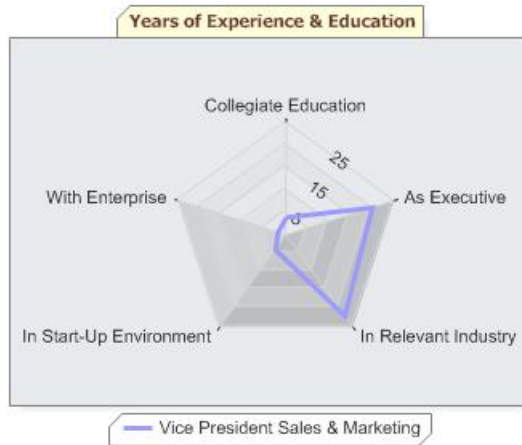 Years of Experience & Education
Collegiate Education
25
15
With Enterprise
As Executive
In Start-Up Environment
In Relevant Industry
Vice President Sales & Marketing